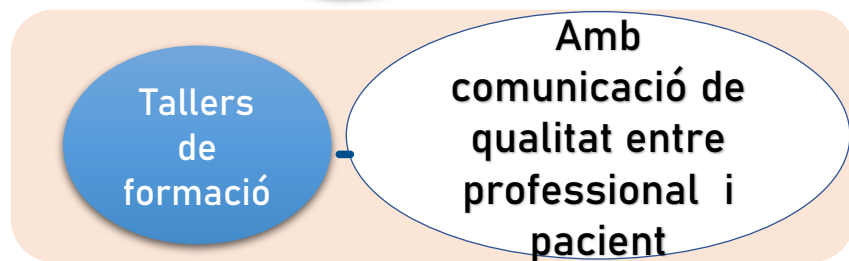 Tallers
de
formació
Amb
comunicació de
qualitat entre
professional i
pacient